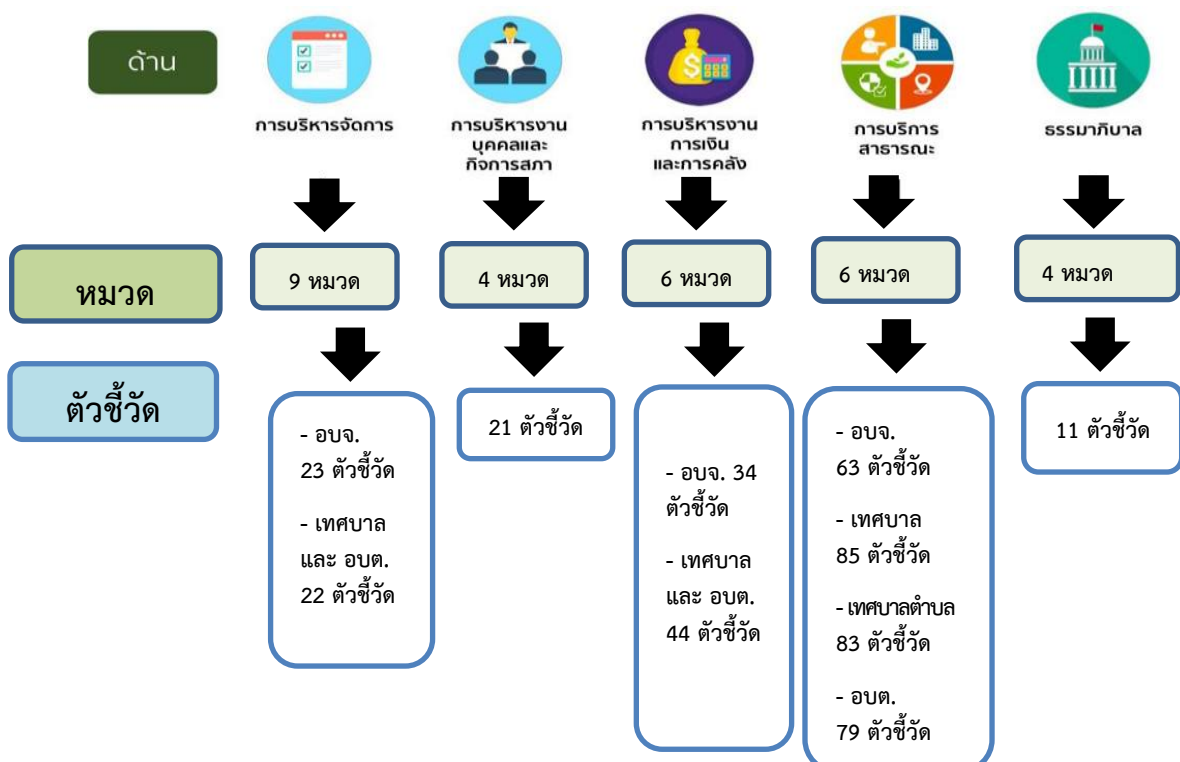 ด้าน
การบริหารจัดการ
การบริหารงาน
บุคคลและ
กิจการสภา
การบริหารงาน
การเงิน
และการคลัง
การบริการ
สาธารณะ
ธรรมาภิบาล
หมวด
9 หมวด
4 หมวด
6 หมวด
6 หมวด
4 หมวด
ตัวชี้วัด
- อบจ.
23 ตัวชี้วัด
- เทศบาล
และ อบต.
22 ตัวชี้วัด
21 ตัวชี้วัด
- อบจ. 34
ตัวชี้วัด
- เทศบาล
และ อบต.
44 ตัวชี้วัด
- อบจ.
63 ตัวชี้วัด
- เทศบาล
85 ตัวชี้วัด
- เทศบาลตำบล
83 ตัวชี้วัด
- อบต.
79 ตัวชี้วัด
11 ตัวชี้วัด